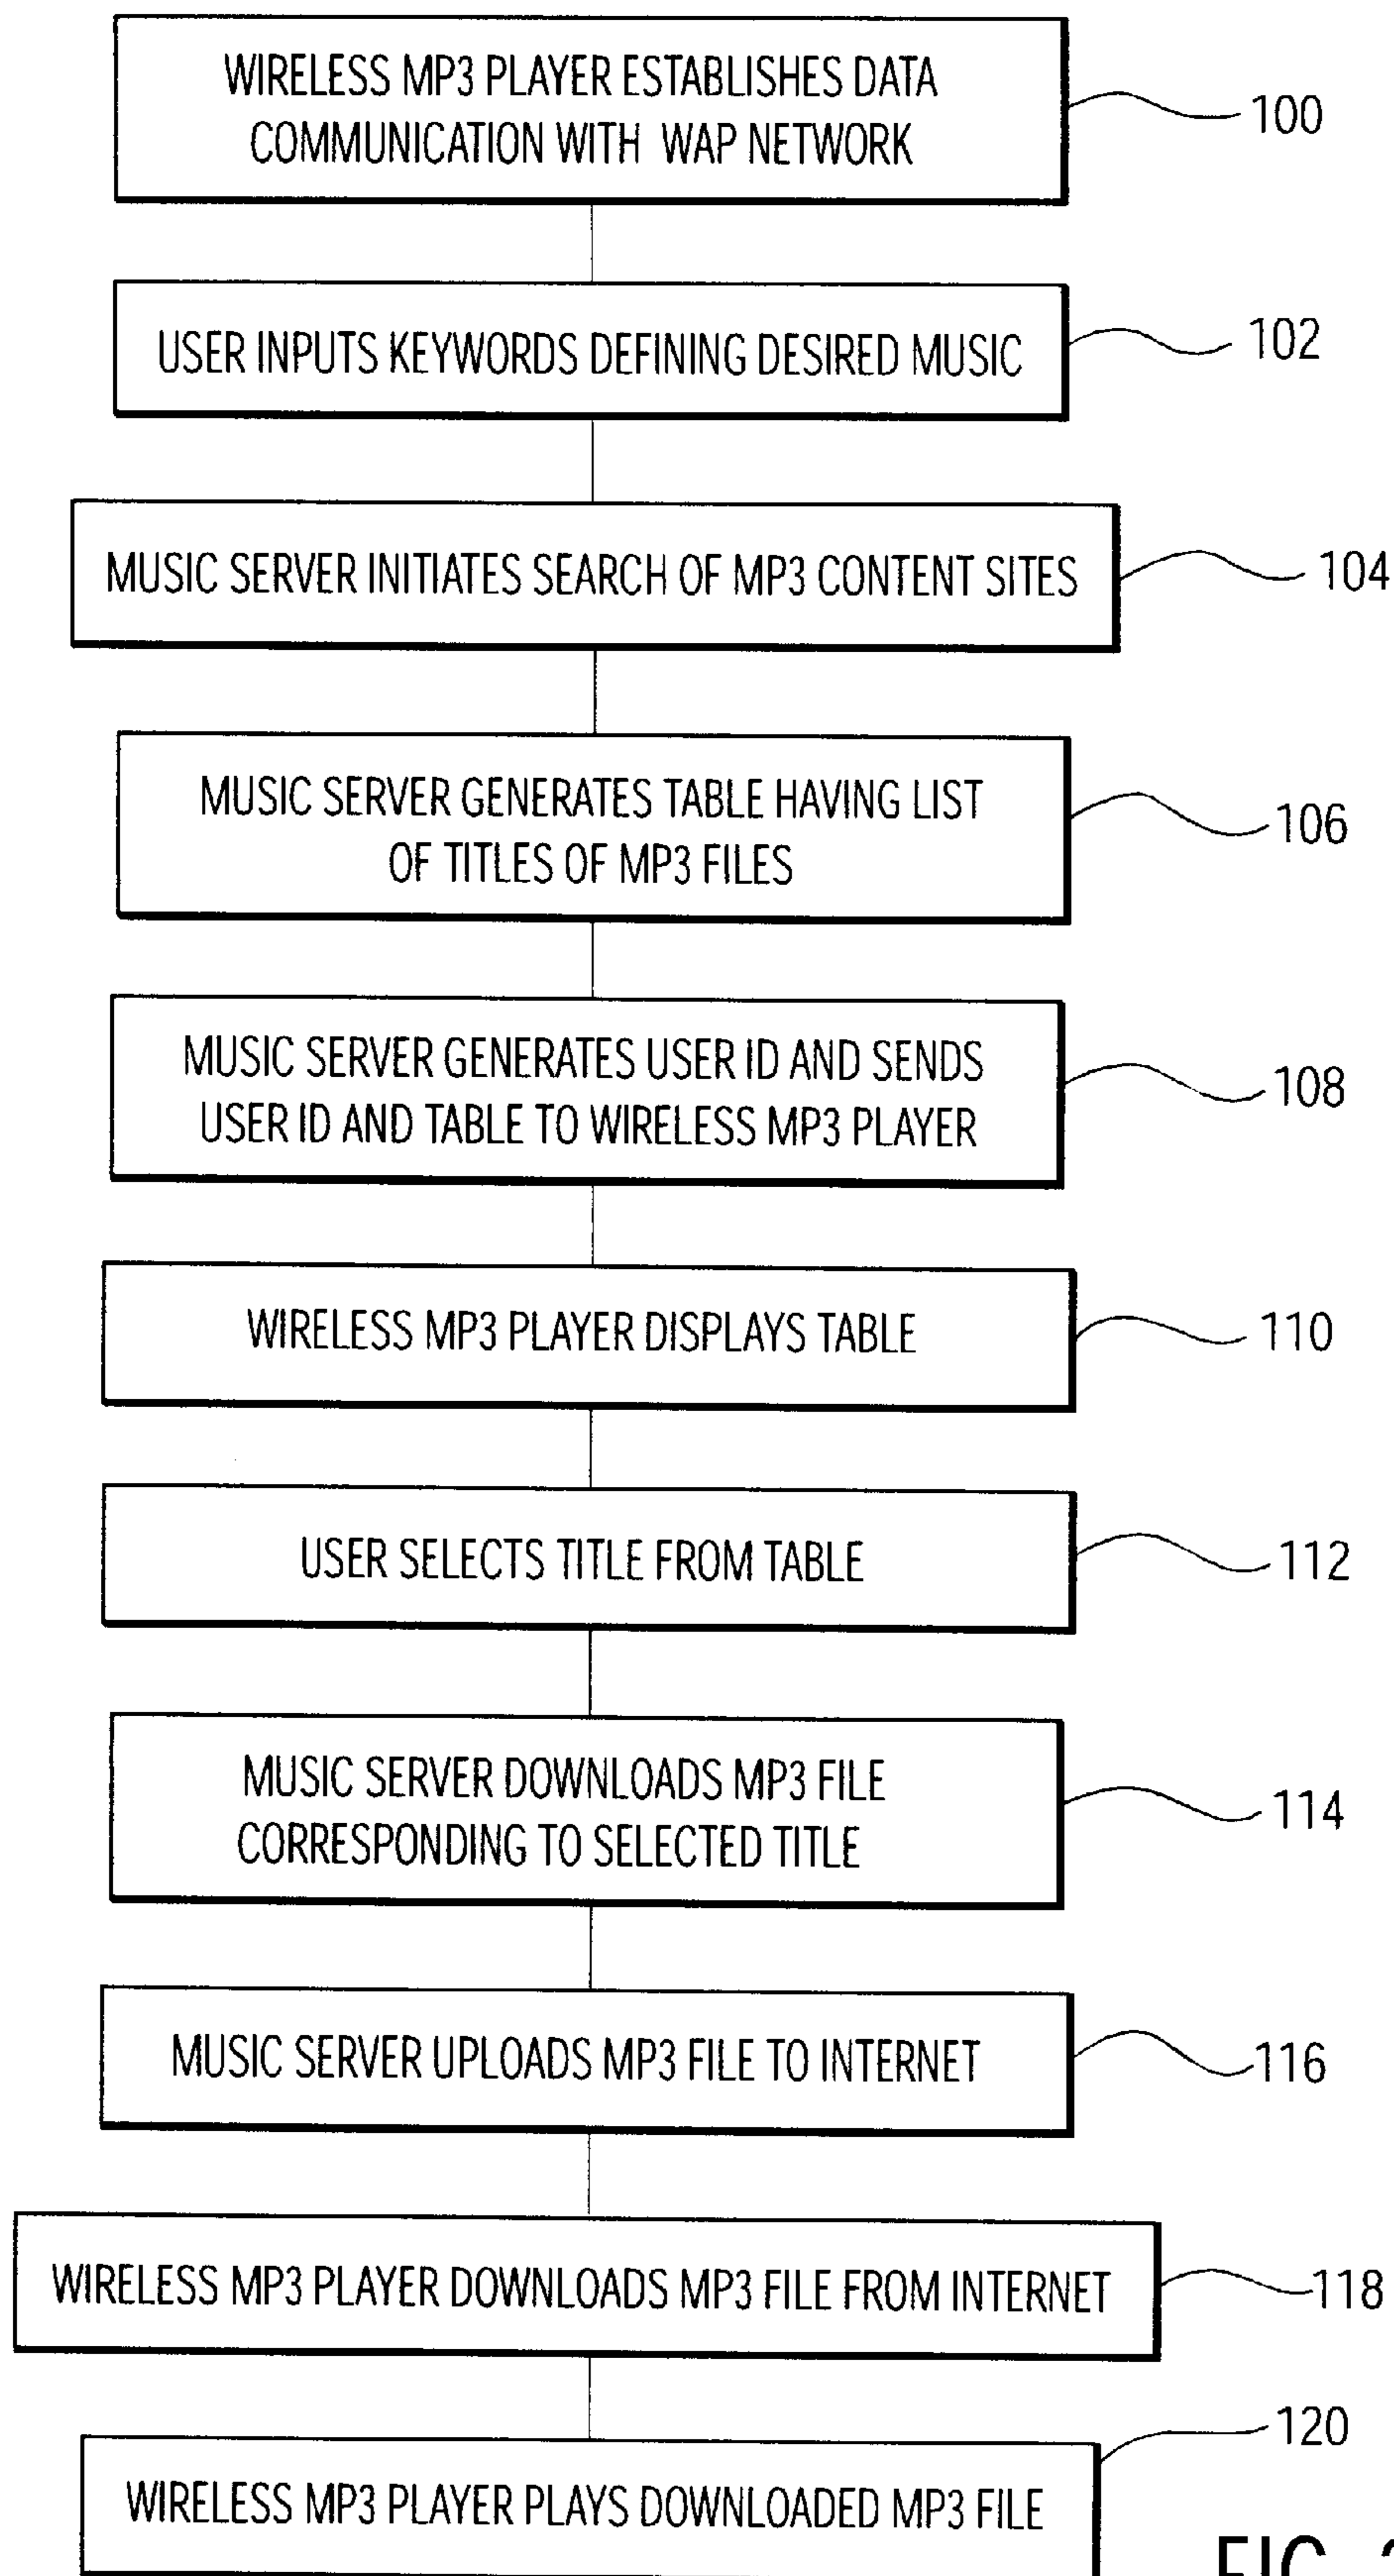 WIRELESS MP3 PLAYER ESTABLISHES DATA
COMMUNICATION WITH WAP NETWORK
100
USER INPUTS KEYWORDS DEFINING DESIRED MUSIC
102
MUSIC SERVER INITIATES SEARCH OF MP3 CONTENT SITES
104
MUSIC SERVER GENERATES TABLE HAVING LIST
OF TITLES OF MP3 FILES
106
MUSIC SERVER GENERATES USER ID AND SENDS
USER ID AND TABLE TO WIRELESS MP3 PLAYER
108
WIRELESS MP3 PLAYER DISPLAYS TABLE
110
USER SELECTS TITLE FROM TABLE
112
MUSIC SERVER DOWNLOADS MP3 FILE
CORRESPONDING TO SELECTED TITLE
114
MUSIC SERVER UPLOADS MP3 FILE TO INTERNET
116
WIRELESS MP3 PLAYER DOWNLOADS MP3 FILE FROM INTERNET
118
120
WIRELESS MP3 PLAYER PLAYS DOWNLOADED MP3 FILE
FIG.